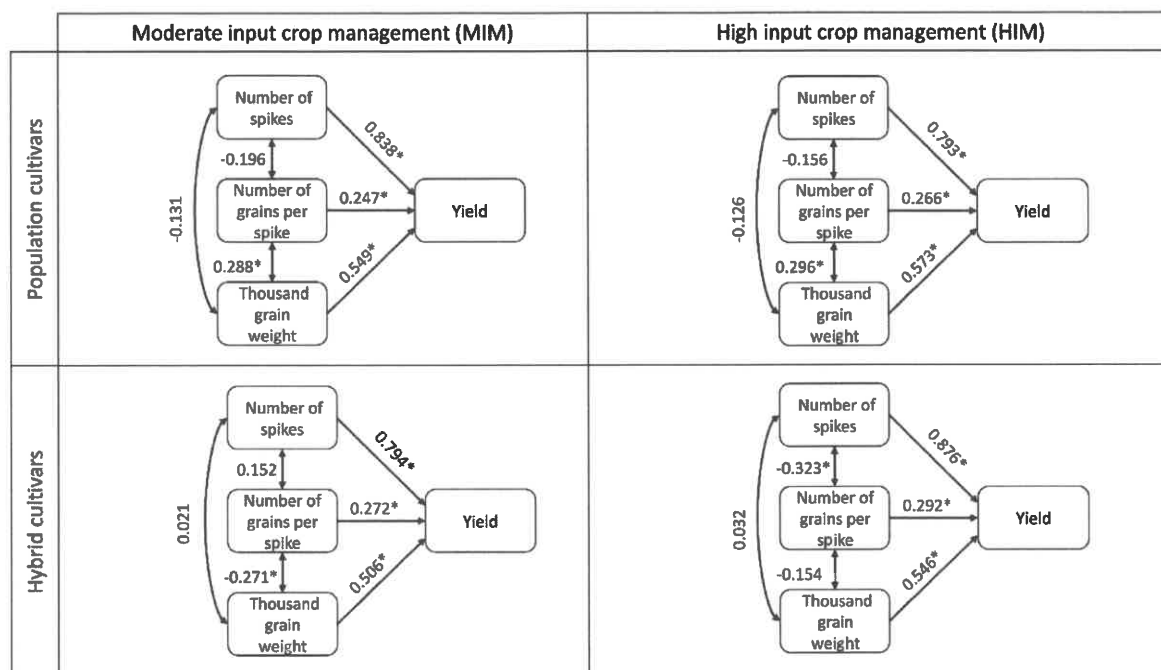 Moderate input crop management (MIM)
High input crop management (HIM)
Population cultivars
Number of
spikes
-0.196
Number of
grains per
spike
0.288*
Thousand
grain
weight
-0.131
0.838*
0.247*
0.549*
Yield
Number of
spikes
-0.156
Number of
grains per
spike
0.296*
Thousand
grain
weight
-0.126
0.793*
0.266*
0.573*
Yield
Hybrid cultivars
Number of
spikes
0.152
Number of
grains per
spike
-0.271*
Thousand
grain
weight
0.021
0.794*
0.272*
0.506*
Yield
Number of
spikes
-0.323*
Number of
grains per
spike
-0.154
Thousand
grain
weight
0.032
0.876*
0.292*
0.546*
Yield